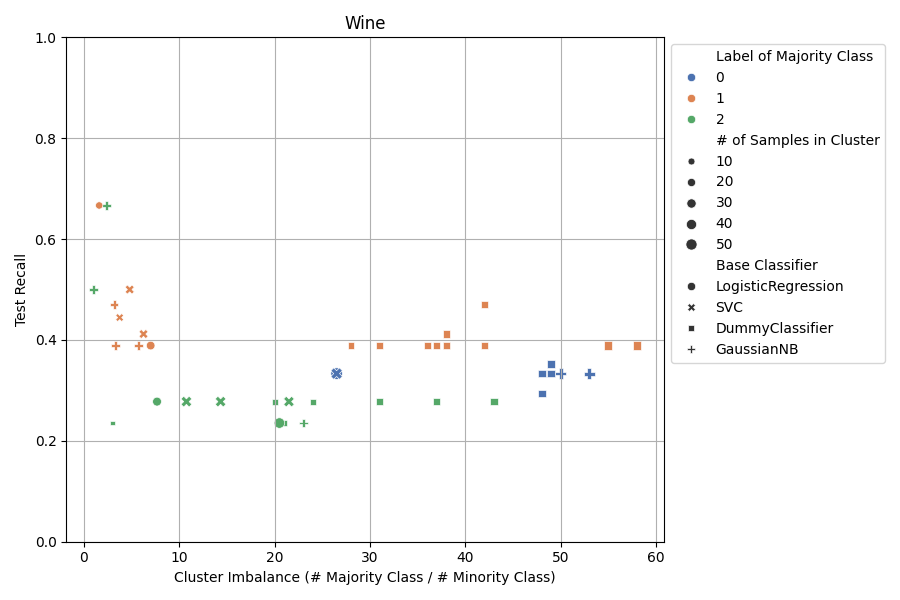 Wine
1.0
0.8
0.6
0.4
0.2
0.0
Test Recall
0 10 20 30 40 50 60
Cluster Imbalance (# Majority Class / # Minority Class)
Label of Majority Class
0
1
2
# of Samples in Cluster
10
20
30
40
50
Base Classifier
LogisticRegression
SVC
DummyClassifier
GaussianNB